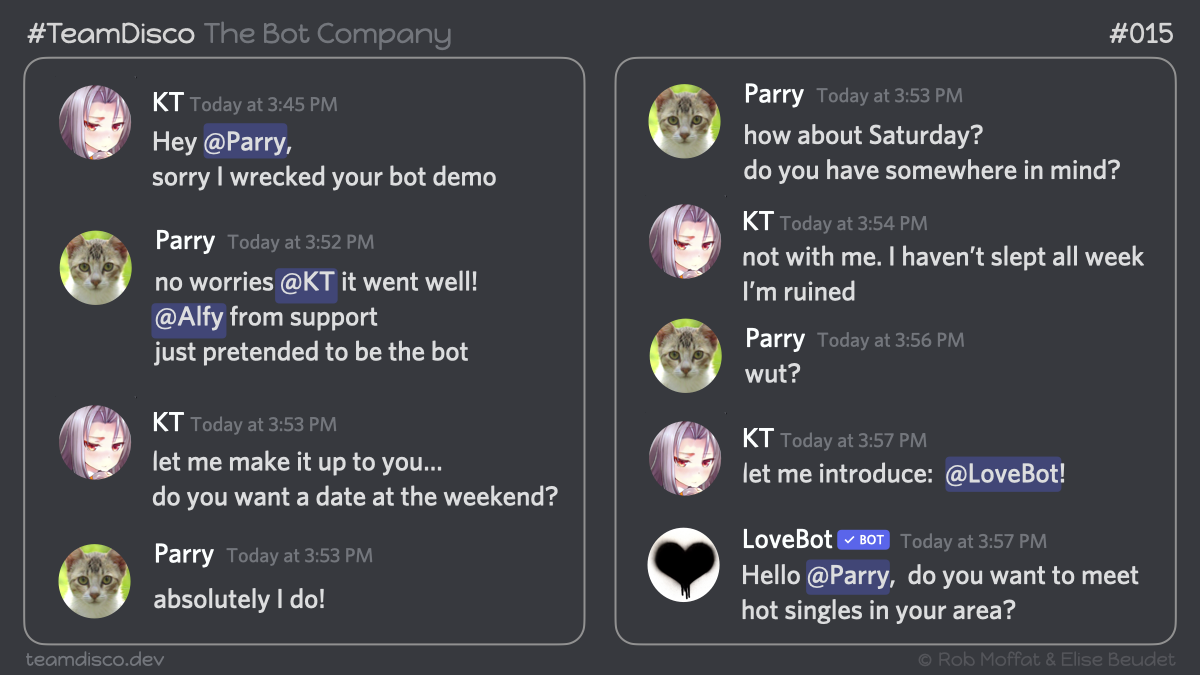 #TeamDisco The Bot Company
#015
KT Today at 3:45 PM
Hey @Parry,
sorry I wrecked your bot demo
Parry Today at 3:52 PM
no worries @KT it went well!
@Alfy from support
just pretended to be the bot
KT Today at 3:53 PM
let me make it up to you...
do you want a date at the weekend?
Parry Today at 3:53 PM
absolutely I do!
Parry Today at 3:53 PM
how about Saturday?
do you have somewhere in mind?
KT Today at 3:54 PM
not with me. I haven’t slept all week
I’m ruined
Parry Today at 3:56 PM
wut?
KT Today at 3:57 PM
let me introduce: @LoveBot!
LoveBot ✓ BOT Today at 3:57 PM
Hello @Parry, do you want to meet
hot singles in your area?
teamdisco.dev
© Rob Moffat & Elise Beudet